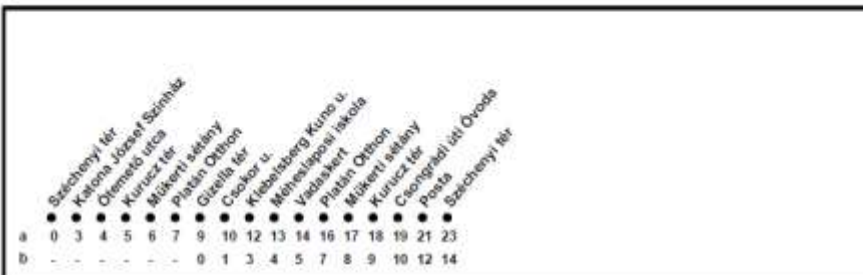 Széchenyi tér
Katona József Színház
Ótemető utca
Kurucz tér
Műkerti sétány
Platán Otthon
Gizella tér
Csokor u.
Klebelsberg Kuno u.
Méheslaposi iskola
Vadaskert
Platán Otthon
Műkerti sétány
Kurucz tér
Csongrádi úti Óvoda
Posta
Széchenyi tér
a 0 3 4 5 6 7 9 10 12 13 14 16 17 18 19 21 23
b - - - - - - 0 1 3 4 5 7 8 9 10 12 14